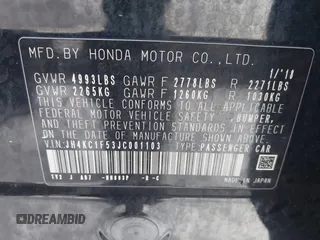 MFD.BY HONDA MOTOR CO.,LTD.
1/'18
GVWR 4993LBS GAWR F 2778LBS R 2271LBS
GVWR 2265KG GAWR F 1260KG R 1030KG
THIS VEHICLE CONFORMS TO ALL APPLICABLE
FEDERAL MOTOR VEHICLE SAFETY, BUMPER,
AND THEFT PREVENTION STANDARDS IN EFFECT
ON THE DATE OF MANUFACTURE SHOWN ABOVE.
V.I.N. JH4KC1F53JC001103 TYPE:PASSENGER CAR
MADE IN JAPAN
DREAMBID